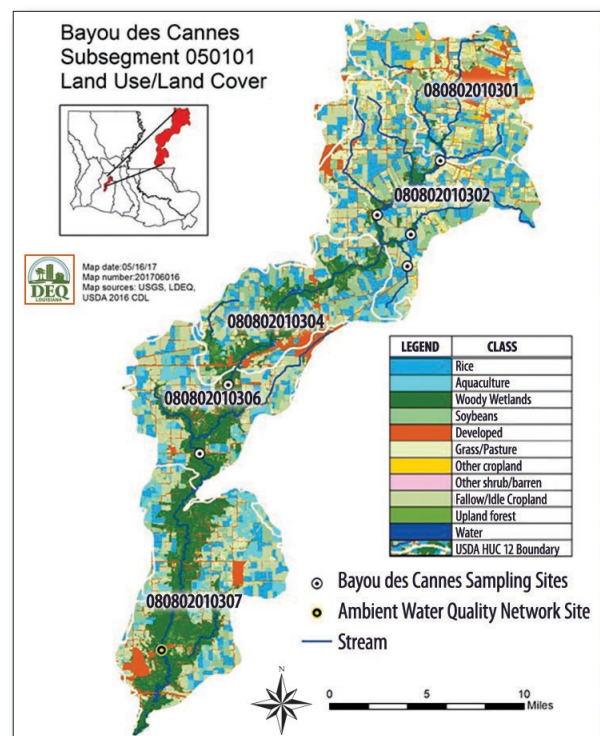 Bayou des Cannes
Subsegment 050101
Land Use/Land Cover
080802010301
080802010302
DEQ
LOUISIANA
Map date:05/16/17
Map number:201706016
Map sources: USGS, LDEQ,
USDA 2016 CDL
080802010304
080802010306
080802010307
LEGEND CLASS
Rice
Aquaculture
Woody Wetlands
Soybeans
Developed
Grass/Pasture
Other cropland
Other shrub/barren
Fallow/Idle Cropland
Upland forest
Water
USDA HUC 12 Boundary
Bayou des Cannes Sampling Sites
Ambient Water Quality Network Site
Stream
N
0 5 10
Miles